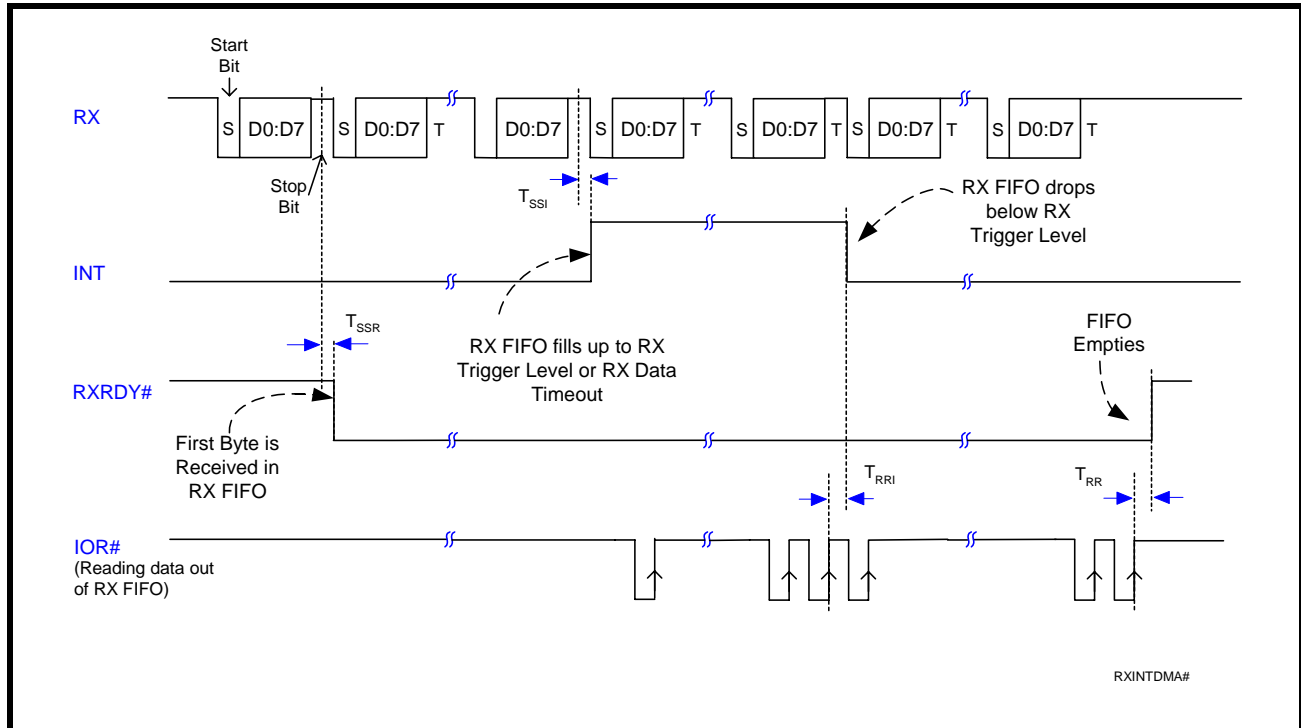 Start
Bit
RX
S D0:D7 S D0:D7 T D0:D7 S D0:D7 T S D0:D7 T S D0:D7 T S D0:D7 T
Stop
Bit
TSSI
RX FIFO drops
below RX
Trigger Level
INT
TSSR
RX FIFO fills up to RX
Trigger Level or RX Data
Timeout
FIFO
Empties
RXRDY#
First Byte is
Received in
RX FIFO
TRRI
TRR
IOR#
(Reading data out
of RX FIFO)
RXINTDMA#